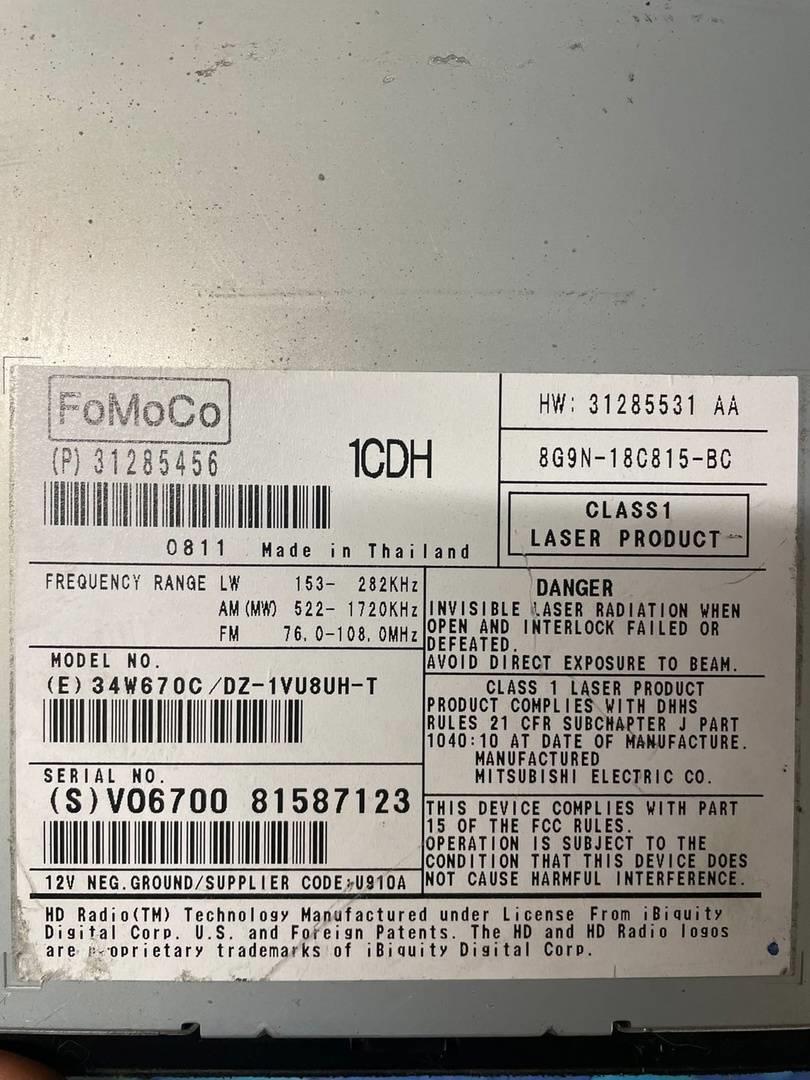 FoMoCo
(P) 31285456
1CDH
0811 Made in Thailand
HW: 31285531 AA
8G9N-18C815-BC
CLASS1
LASER PRODUCT
FREQUENCY RANGE LW 153- 282KHz
AM(MW) 522- 1720KHz
FM 76.0-108.0MHz
MODEL NO.
(E) 34W670C/DZ-1VU8UH-T
SERIAL NO.
(S)VO6700 81587123
12V NEG.GROUND/SUPPLIER CODE:U910A
DANGER
INVISIBLE LASER RADIATION WHEN
OPEN AND INTERLOCK FAILED OR
DEFEATED.
AVOID DIRECT EXPOSURE TO BEAM.
CLASS 1 LASER PRODUCT
PRODUCT COMPLIES WITH DHHS
RULES 21 CFR SUBCHAPTER J PART
1040:10 AT DATE OF MANUFACTURE.
MANUFACTURED
MITSUBISHI ELECTRIC CO.
THIS DEVICE COMPLIES WITH PART
15 OF THE FCC RULES.
OPERATION IS SUBJECT TO THE
CONDITION THAT THIS DEVICE DOES
NOT CAUSE HARMFUL INTERFERENCE.
HD Radio(TM) Technology Manufactured under License From iBiquity
Digital Corp. U.S. and Foreign Patents. The HD and HD Radio logos
are proprietary trademarks of iBiquity Digital Corp.